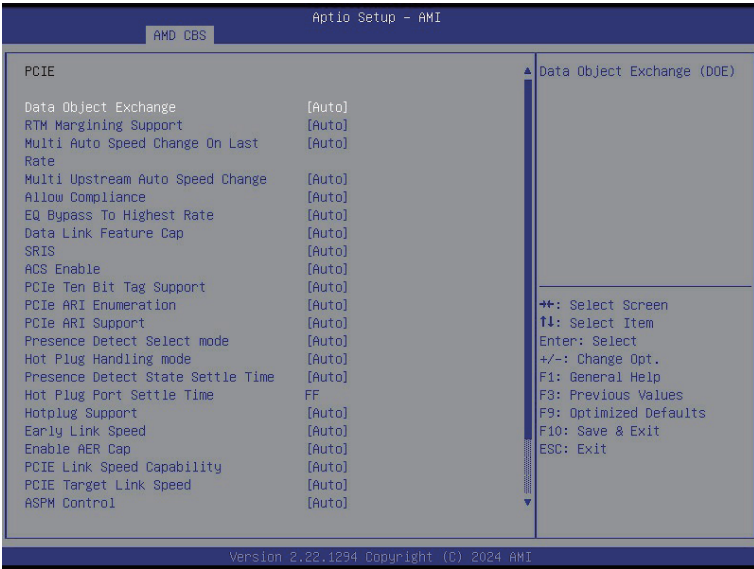 Aptio Setup – AMI
AMD CBS
PCIE
Data Object Exchange [Auto]
RTM Margining Support [Auto]
Multi Auto Speed Change On Last [Auto]
Rate
Multi Upstream Auto Speed Change [Auto]
Allow Compliance [Auto]
EQ Bypass To Highest Rate [Auto]
Data Link Feature Cap [Auto]
SRIS [Auto]
ACS Enable [Auto]
PCIe Ten Bit Tag Support [Auto]
PCIe ARI Enumeration [Auto]
PCIe ARI Support [Auto]
Presence Detect Select mode [Auto]
Hot Plug Handling mode [Auto]
Presence Detect State Settle Time [Auto]
Hot Plug Port Settle Time FF
Hotplug Support [Auto]
Early Link Speed [Auto]
Enable AER Cap [Auto]
PCIE Link Speed Capability [Auto]
PCIE Target Link Speed [Auto]
ASPM Control [Auto]
Data Object Exchange (DOE)
→←: Select Screen
↑↓: Select Item
Enter: Select
+/-: Change Opt.
F1: General Help
F3: Previous Values
F9: Optimized Defaults
F10: Save & Exit
ESC: Exit
Version 2.22.1294 Copyright (C) 2024 AMI